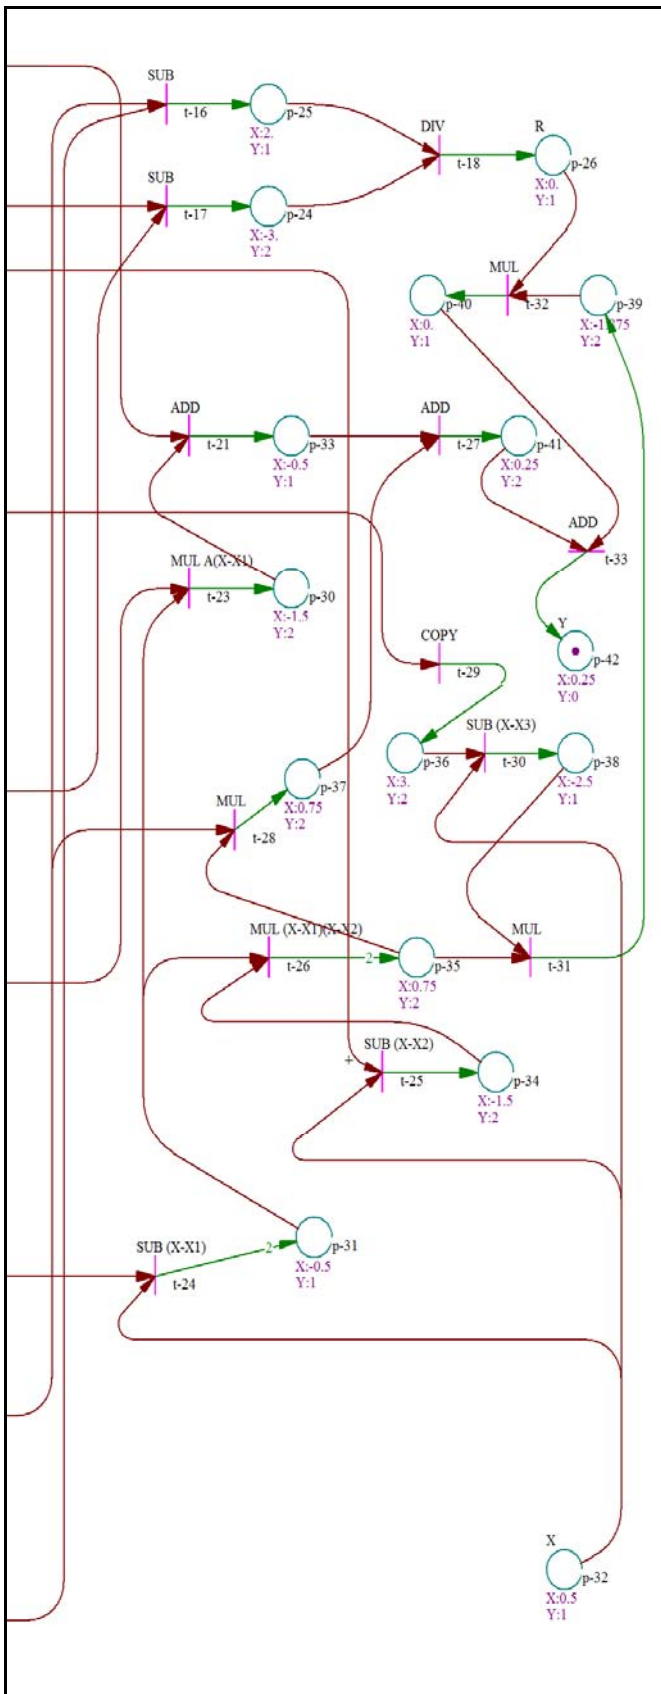 SUB
t-16
p-25
X:2.
Y:1
DIV
t-18
R
p-26
X:0.
Y:1
SUB
t-17
p-24
X:-3.
Y:2
MUL
t-32
p-40
X:0.
Y:1
p-39
Y:2
ADD
t-21
p-33
X:-0.5
Y:1
ADD
t-27
p-41
X:0.25
Y:2
ADD
t-33
MUL A(X-X1)
t-23
p-30
X:-1.5
Y:2
Y
p-42
X:0.25
Y:0
COPY
t-29
p-36
X:3.
Y:2
SUB (X-X3)
t-30
p-38
X:-2.5
Y:1
p-37
X:0.75
Y:2
MUL
t-28
MUL (X-X1)(X-X2)
t-26
2
p-35
X:0.75
Y:2
MUL
t-31
+
SUB (X-X2)
t-25
p-34
X:-1.5
Y:2
SUB (X-X1)
t-24
2
p-31
X:-0.5
Y:1
X
p-32
X:0.5
Y:1